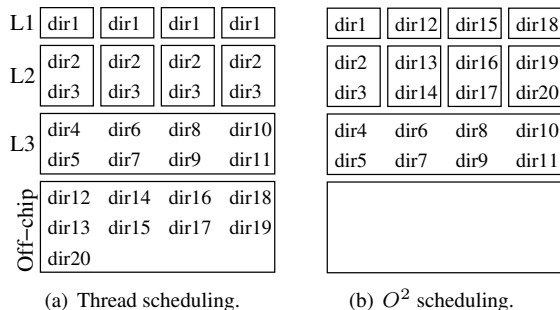 L1 dir1 dir1 dir1 dir1 dir1 dir12 dir15 dir18
L2 dir2 dir2 dir2 dir2 dir2 dir13 dir16 dir19
dir3 dir3 dir3 dir3 dir3 dir14 dir17 dir20
L3 dir4 dir6 dir8 dir10 dir4 dir6 dir8 dir10
dir5 dir7 dir9 dir11 dir5 dir7 dir9 dir11
Off-chip
dir12 dir14 dir16 dir18
dir13 dir15 dir17 dir19
dir20
(a) Thread scheduling. (b) O² scheduling.